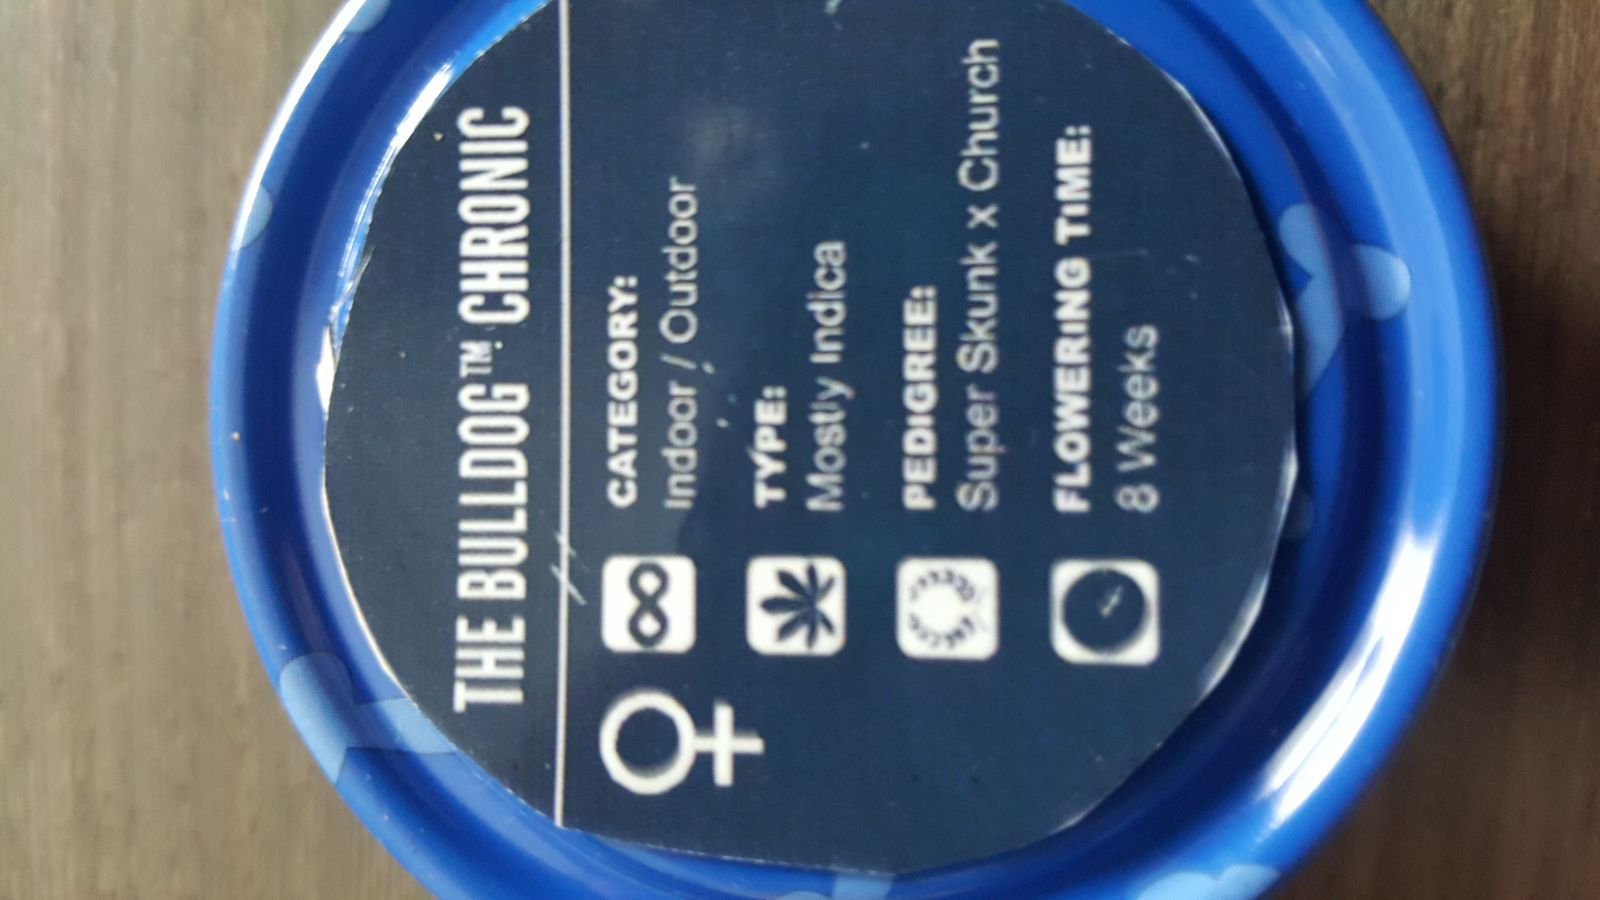 THE BULLDOG™ CHRONIC
CATEGORY:
Indoor / Outdoor
TYPE:
Mostly Indica
PEDIGREE:
Super Skunk x Church
FLOWERING TIME:
8 Weeks